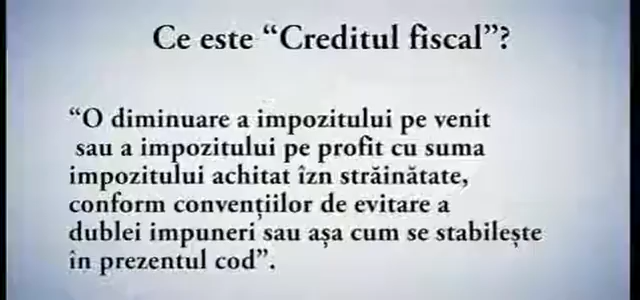 Ce este “Creditul fiscal”?
“O diminuare a impozitului pe venit
sau a impozitului pe profit cu suma
impozitului achitat îzn străinătate,
conform convențiilor de evitare a
dublei impuneri sau așa cum se stabilește
în prezentul cod”.